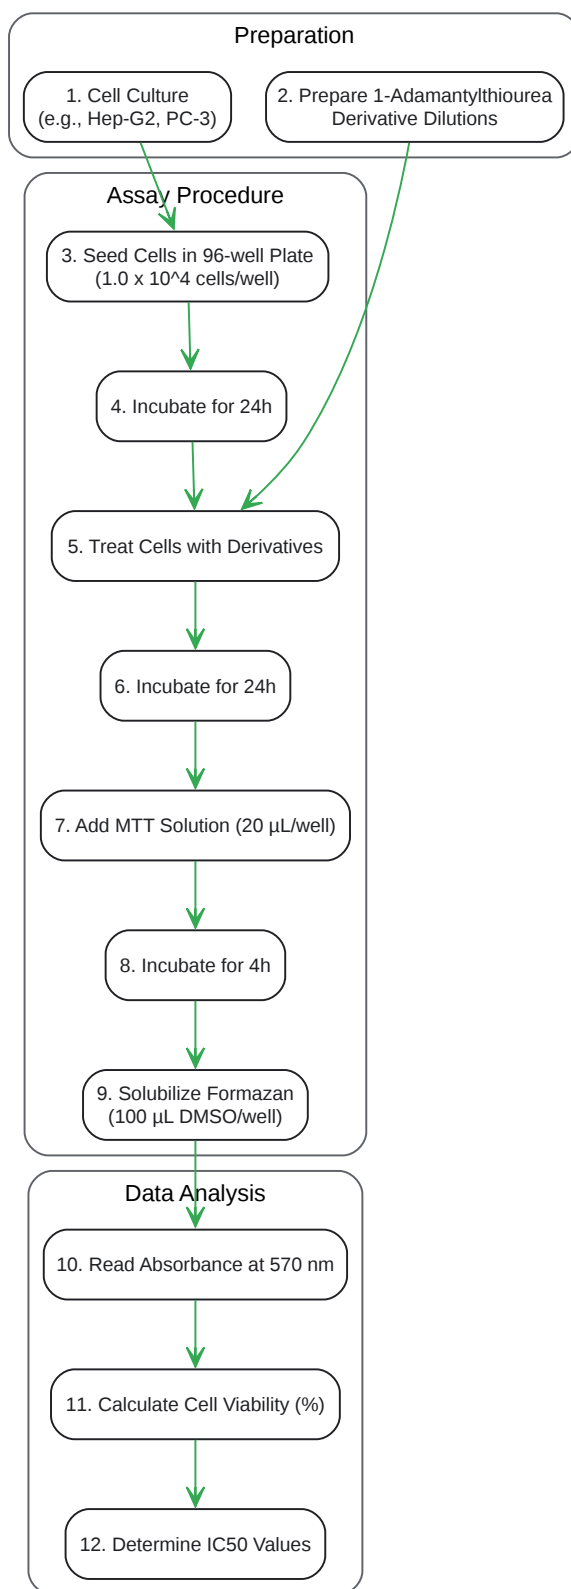 Preparation
1. Cell Culture
(e.g., Hep-G2, PC-3)
2. Prepare 1-Adamantylthiourea
Derivative Dilutions
Assay Procedure
3. Seed Cells in 96-well Plate
(1.0 x 10^4 cells/well)
4. Incubate for 24h
5. Treat Cells with Derivatives
6. Incubate for 24h
7. Add MTT Solution (20 µL/well)
8. Incubate for 4h
9. Solubilize Formazan
(100 µL DMSO/well)
Data Analysis
10. Read Absorbance at 570 nm
11. Calculate Cell Viability (%)
12. Determine IC50 Values